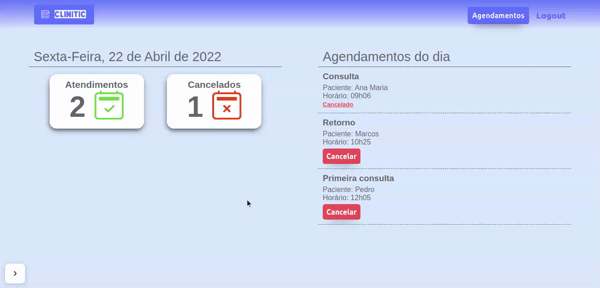 CLINITIC
Agendamentos
Logout
Sexta-Feira, 22 de Abril de 2022
Atendimentos
2
Cancelados
1
Agendamentos do dia
Consulta
Paciente: Ana Maria
Horário: 09h06
Cancelado
Retorno
Paciente: Marcos
Horário: 10h25
Cancelar
Primeira consulta
Paciente: Pedro
Horário: 12h05
Cancelar